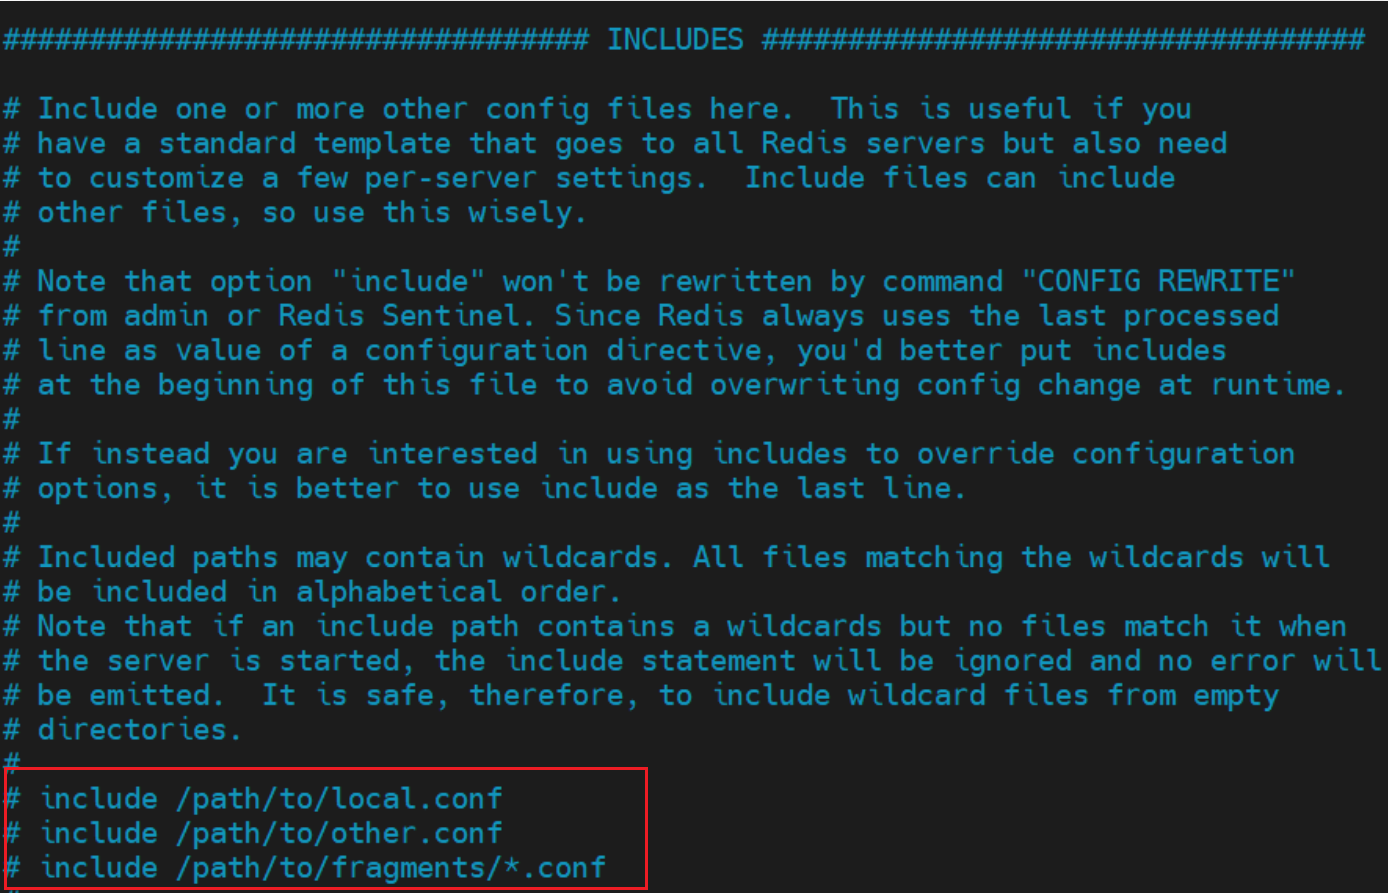 ################################## INCLUDES ###################################
# Include one or more other config files here.  This is useful if you
# have a standard template that goes to all Redis servers but also need
# to customize a few per-server settings.  Include files can include
# other files, so use this wisely.
#
# Note that option "include" won't be rewritten by command "CONFIG REWRITE"
# from admin or Redis Sentinel. Since Redis always uses the last processed
# line as value of a configuration directive, you'd better put includes
# at the beginning of this file to avoid overwriting config change at runtime.
#
# If instead you are interested in using includes to override configuration
# options, it is better to use include as the last line.
#
# Included paths may contain wildcards. All files matching the wildcards will
# be included in alphabetical order.
# Note that if an include path contains a wildcards but no files match it when
# the server is started, the include statement will be ignored and no error will
# be emitted.  It is safe, therefore, to include wildcard files from empty
# directories.
#
# include /path/to/local.conf
# include /path/to/other.conf
# include /path/to/fragments/*.conf